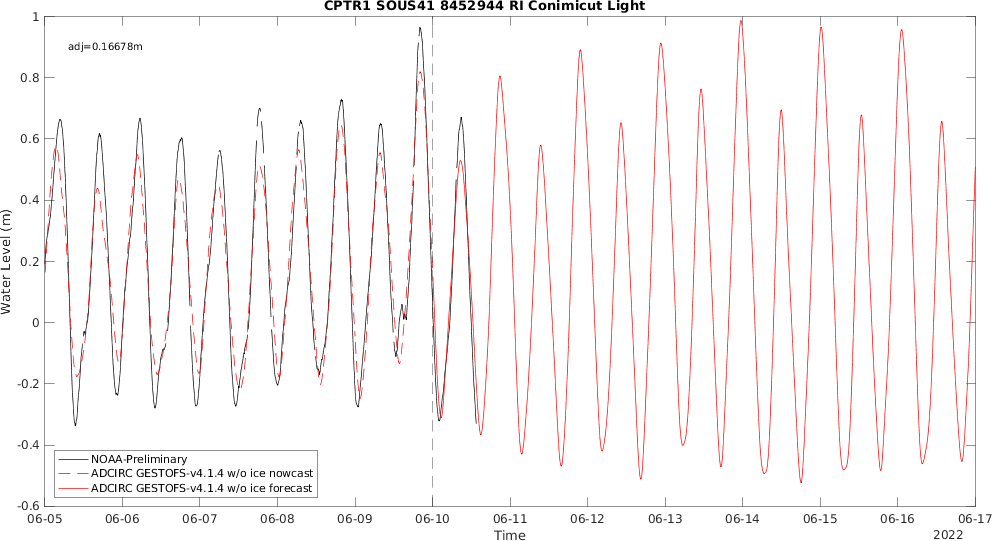 CPTR1 SOUS41 8452944 RI Conimicut Light
adj=0.16678m
1
0.8
0.6
0.4
0.2
0
-0.2
-0.4
-0.6
Water Level (m)
NOAA-Preliminary
ADCIRC GESTOFS-v4.1.4 w/o ice nowcast
ADCIRC GESTOFS-v4.1.4 w/o ice forecast
06-05 06-06 06-07 06-08 06-09 06-10 06-11 06-12 06-13 06-14 06-15 06-16 06-17
Time
2022